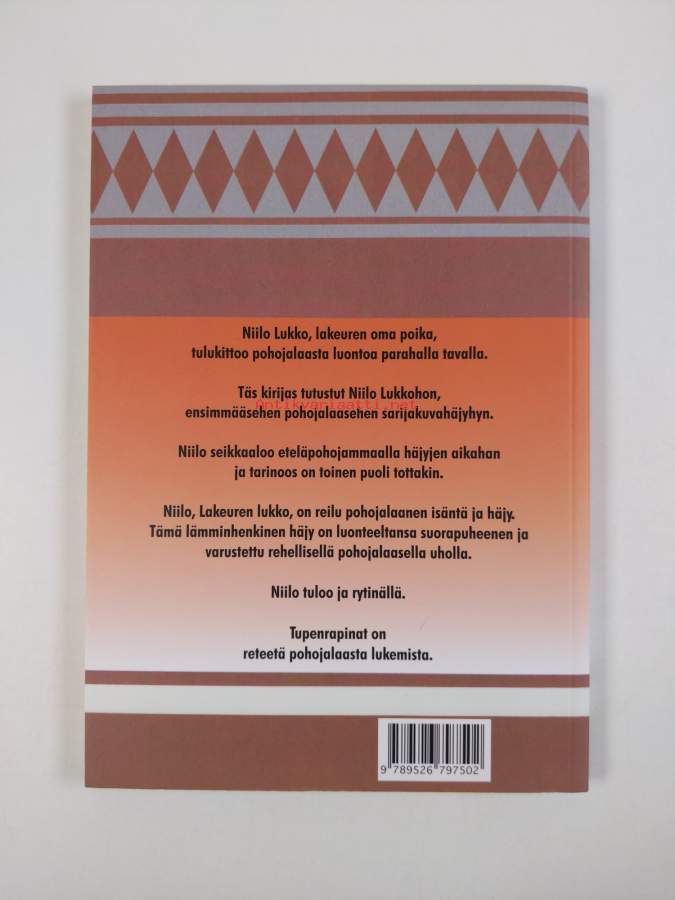 Niilo Lukko, lakeuren oma poika,
tulukittoo pohojalaasta luontoa parahalla tavalla.
Täs kirijas tutustut Niilo Lukkohon,
ensimmääsehen pohojalaasehen sarijakuvahäjyhyn.
Antikvariaatti.net
Niilo seikkaaloo eteläpohojammaalla häjyjen aikahan
ja tarinoos on toinen puoli tottakin.
Niilo, Lakeuren lukko, on reilu pohojalaanen isäntä ja häjy.
Tämä lämminhenkinen häjy on luonteeltansa suorapuheenen ja
varustettu rehellisellä pohojalaasella uholla.
Niilo tuloo ja rytinällä.
Tupenrapinat on
reteetä pohojalaasta lukemista.
9 789526 797502